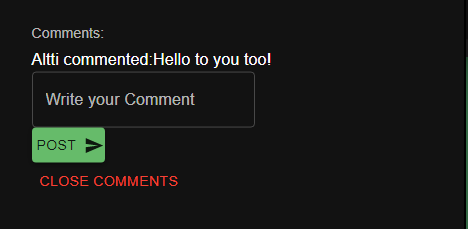 Comments:
Altti commented:Hello to you too!
Write your Comment
POST
CLOSE COMMENTS